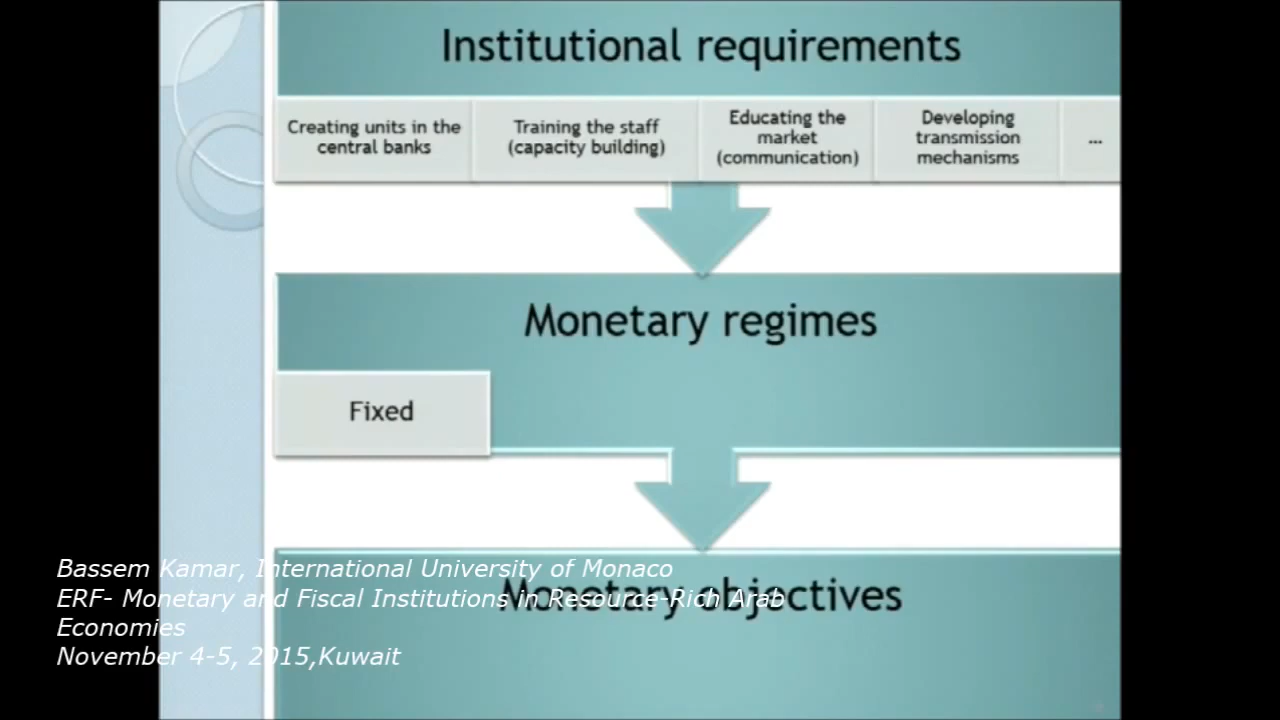 Institutional requirements
Creating units in the
central banks
Training the staff
(capacity building)
Educating the
market
(communication)
Developing
transmission
mechanisms
...
Monetary regimes
Fixed
Monetary objectives
Bassem Kamar, International University of Monaco
ERF- Monetary and Fiscal Institutions in Resource-Rich Arab
Economies
November 4-5, 2015,Kuwait